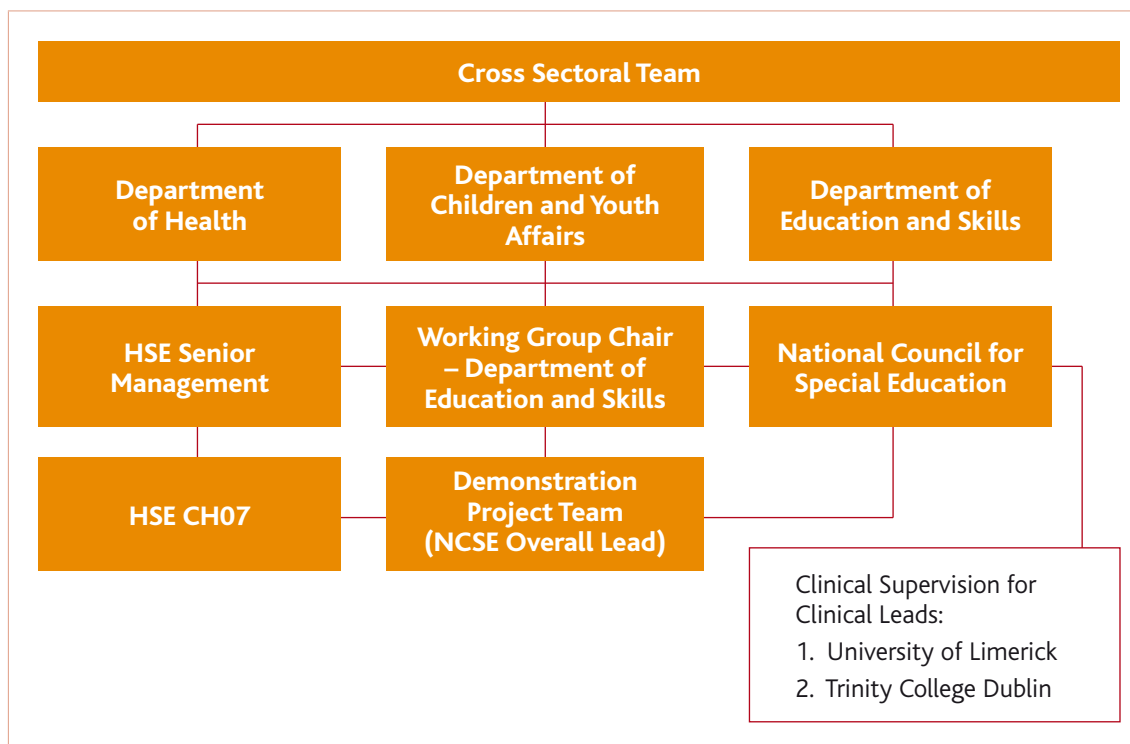 Cross Sectoral Team
Department
of Health
Department of
Children and Youth
Affairs
Department of
Education and Skills
HSE Senior
Management
Working Group Chair
– Department of
Education and Skills
National Council for
Special Education
HSE CH07
Demonstration
Project Team
(NCSE Overall Lead)
Clinical Supervision for
Clinical Leads:
1. University of Limerick
2. Trinity College Dublin